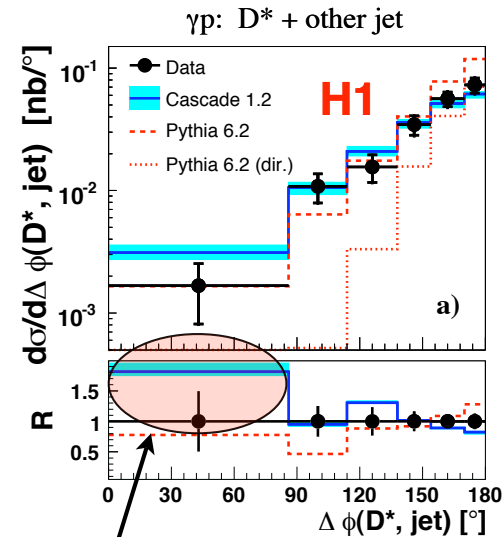 γp: D* + other jet
dσ/dΔ ϕ(D*, jet) [nb/°]
10⁻¹
10⁻²
10⁻³
Data
Cascade 1.2
Pythia 6.2
Pythia 6.2 (dir.)
H1
a)
R
1.5
1
0.5
0 30 60 90 120 150 180
Δ ϕ(D*, jet) [°]